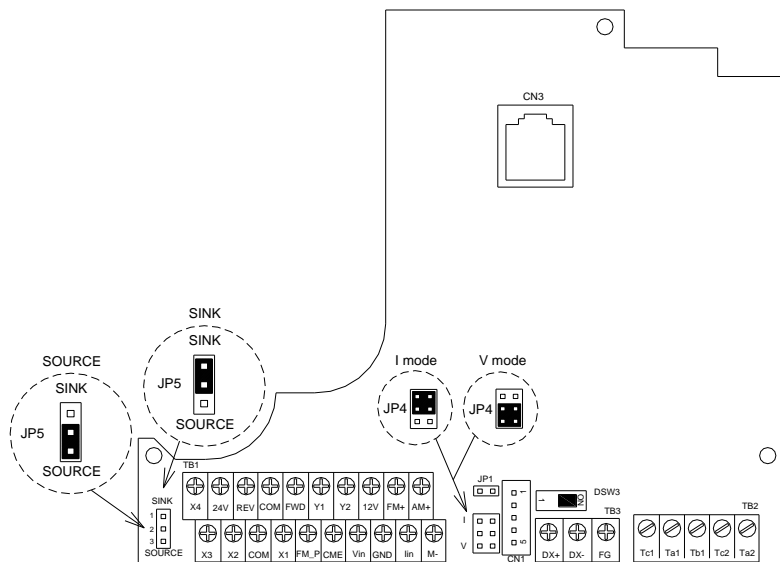 CN3
SINK
SINK
JP5
SOURCE
SOURCE
SINK
JP5
SOURCE
I mode
JP4
V mode
JP4
TB1
X4 24V REV COM FWD Y1 Y2 12V FM+ AM+
X3 X2 COM X1 FM_P CME Vin GND Iin M-
SINK
1
2
3
SOURCE
JP1
I
V
1
5
CN1
1
ON
DSW3
TB3
DX+ DX- FG
TB2
Tc1 Ta1 Tb1 Tc2 Ta2